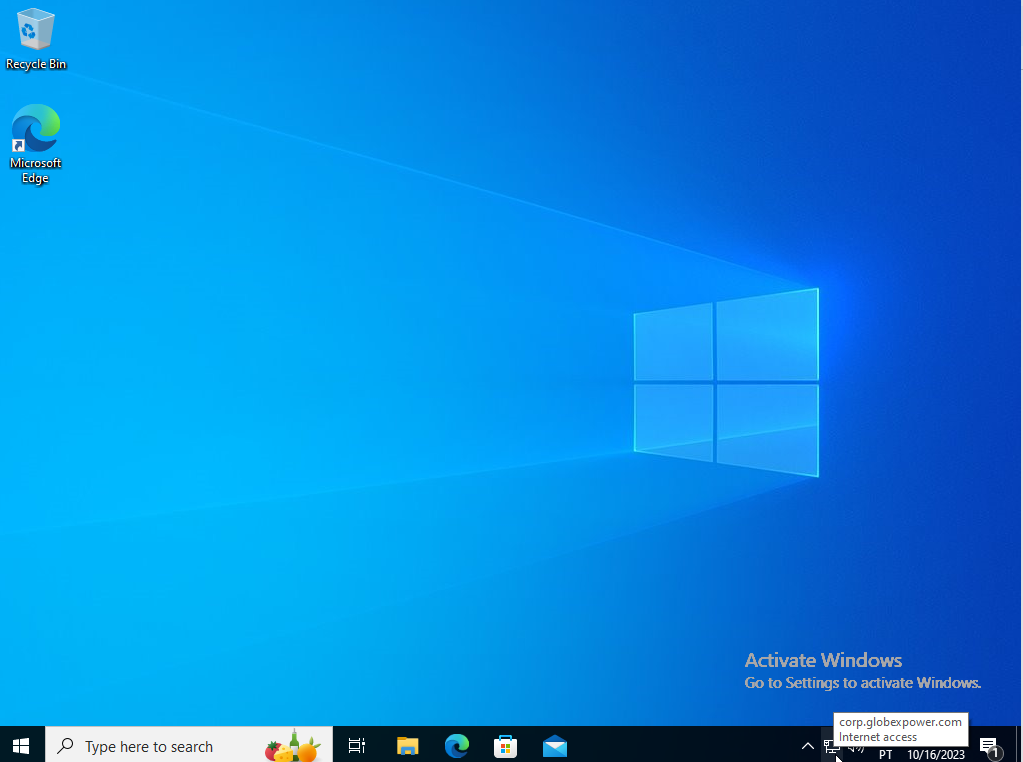 Recycle Bin
Microsoft
Edge
Activate Windows
Go to Settings to activate Windows.
corp.globexpower.com
Internet access
Type here to search
PT
10/16/2023
1